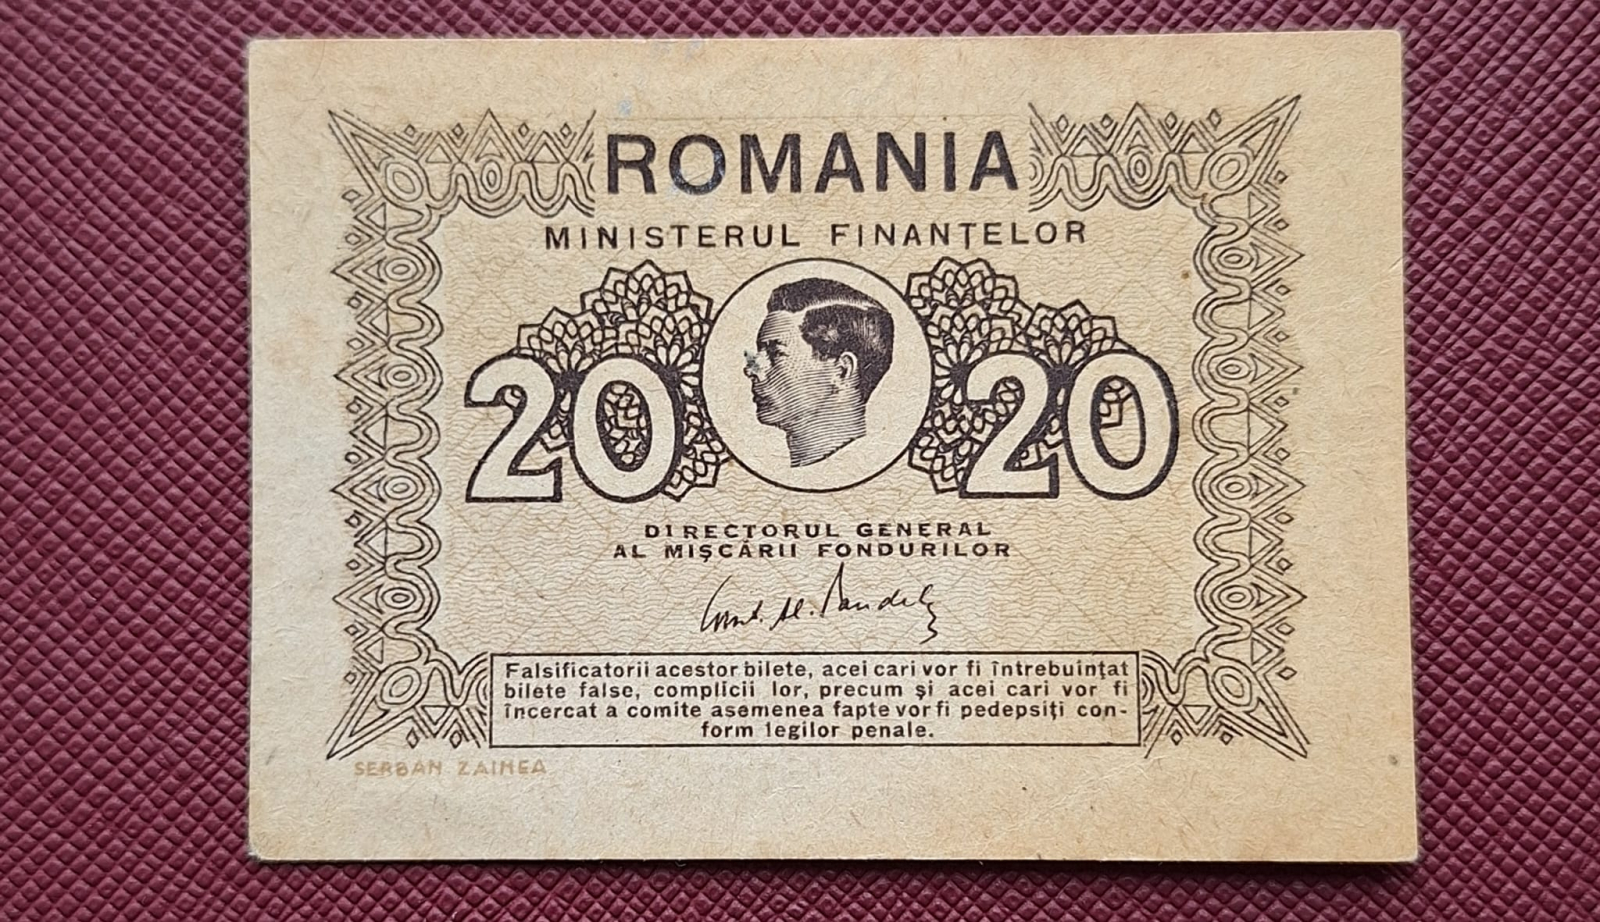 ROMANIA
MINISTERUL FINANȚELOR
20 20
DIRECTORUL GENERAL
AL MIȘCĂRII FONDURILOR
Falsificatorii acestor bilete, acei cari vor fi întrebuințat
bilete false, complicii lor, precum și acei cari vor fi
încercat a comite asemenea fapte vor fi pedepsiți con-
form legilor penale.
SERBAN ZAINEA